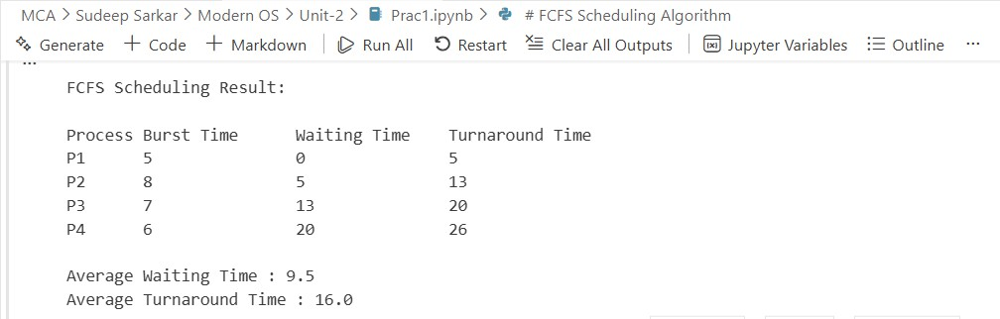 MCA > Sudeep Sarkar > Modern OS > Unit-2 > Prac1.ipynb > # FCFS Scheduling Algorithm
Generate + Code + Markdown | Run All Restart Clear All Outputs | Jupyter Variables Outline ...
...
FCFS Scheduling Result:
Process Burst Time Waiting Time Turnaround Time
P1 5 0 5
P2 8 5 13
P3 7 13 20
P4 6 20 26
Average Waiting Time : 9.5
Average Turnaround Time : 16.0